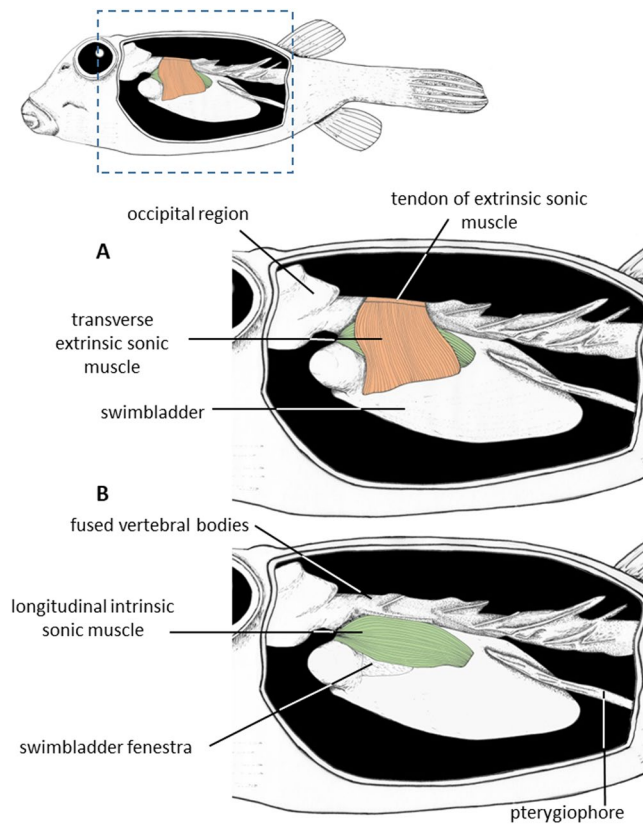 tendon of extrinsic sonic
muscle
occipital region
A
transverse
extrinsic sonic
muscle
swimbladder
B
fused vertebral bodies
longitudinal intrinsic
sonic muscle
swimbladder fenestra
pterygiophore